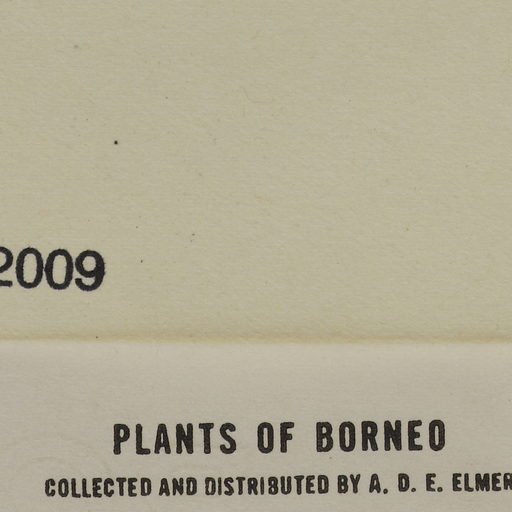 2009
PLANTS OF BORNEO
COLLECTED AND DISTRIBUTED BY A. D. E. ELMER